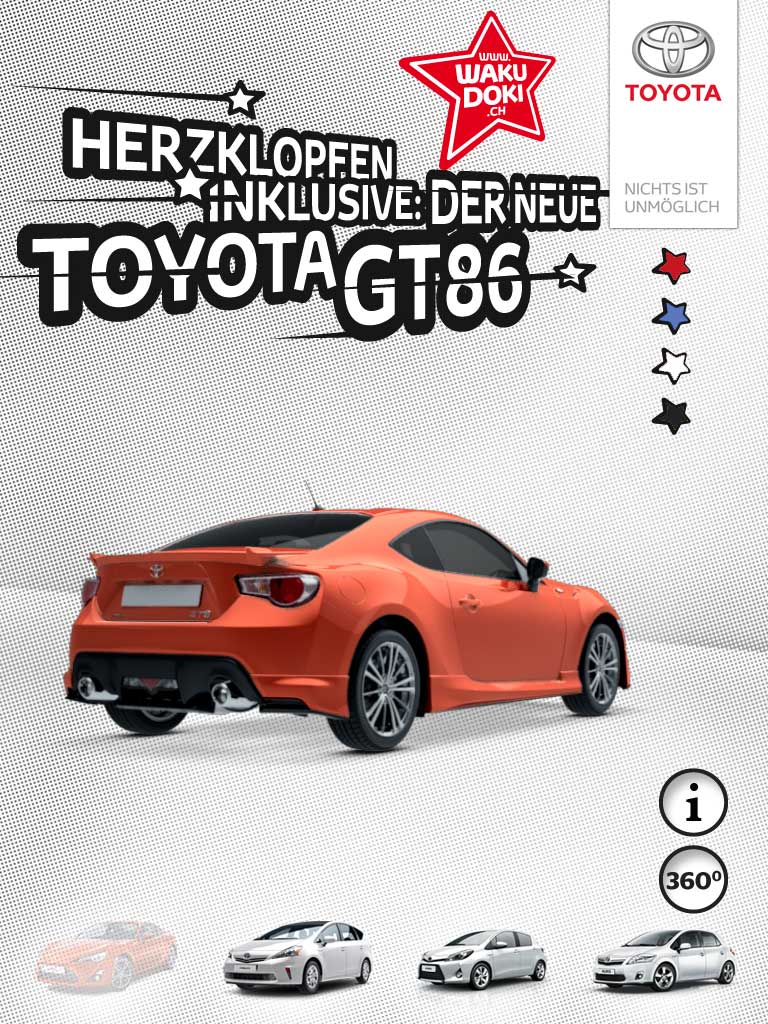 WWW.
WAKU
DOKI
.CH
TOYOTA
NICHTS IST
UNMÖGLICH
HERZKLOPFEN
INKLUSIVE: DER NEUE
TOYOTA GT86
i
360°